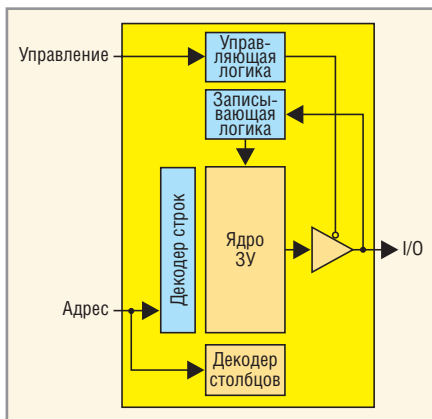 Управление
Управ-
ляющая
логика
Записы-
вающая
логика
Декодер строк
Ядро
ЗУ
I/O
Адрес
Декодер
столбцов